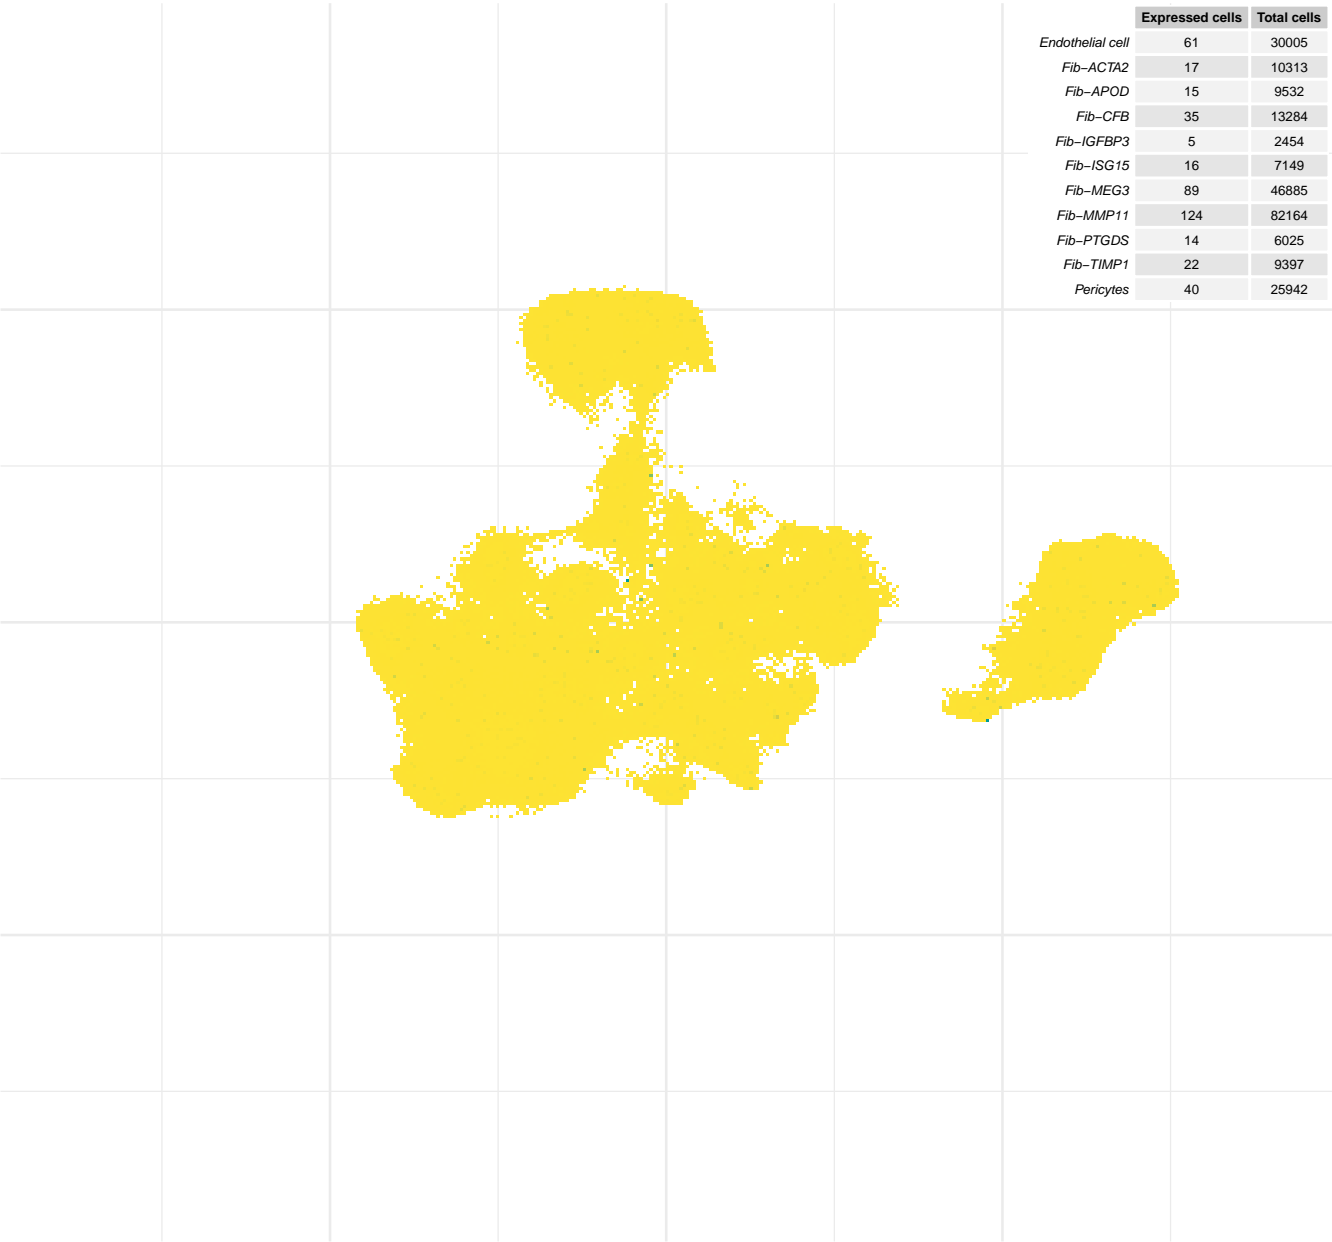 Expressed cells Total cells
Endothelial cell 61 30005
Fib−ACTA2 17 10313
Fib−APOD 15 9532
Fib−CFB 35 13284
Fib−IGFBP3 5 2454
Fib−ISG15 16 7149
Fib−MEG3 89 46885
Fib−MMP11 124 82164
Fib−PTGDS 14 6025
Fib−TIMP1 22 9397
Pericytes 40 25942